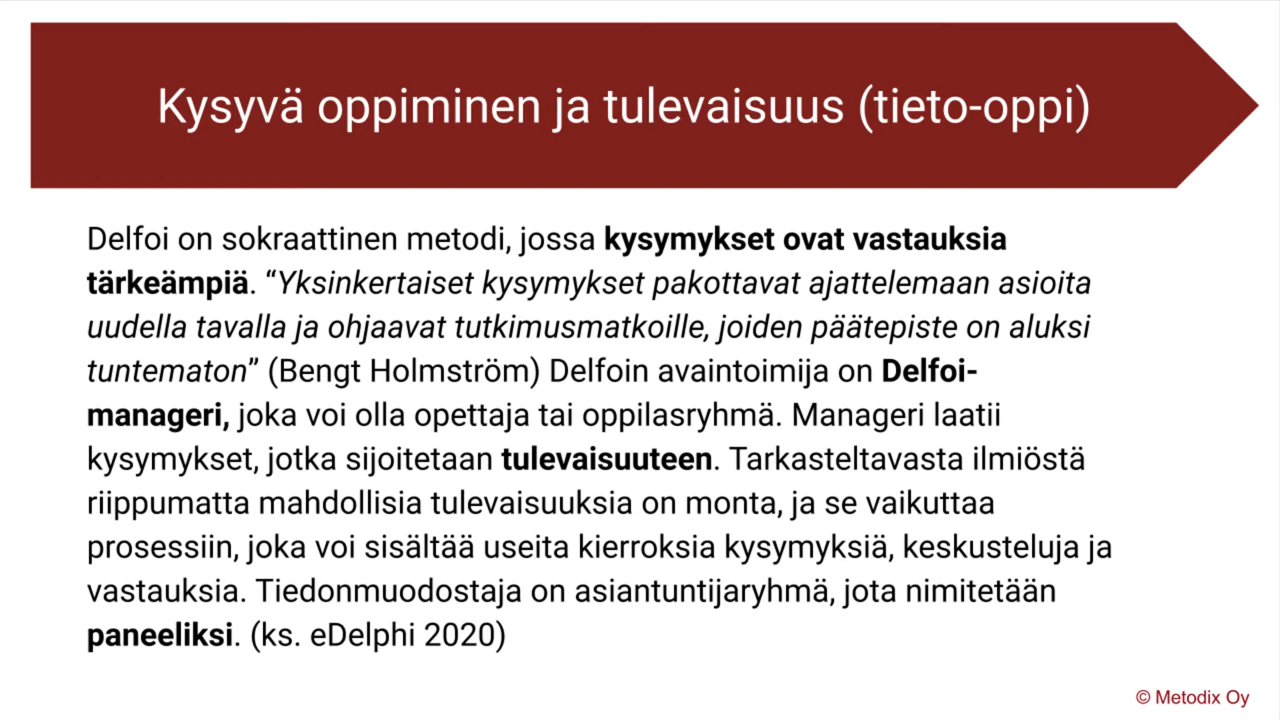 Kysyvä oppiminen ja tulevaisuus (tieto-oppi)
Delfoi on sokraattinen metodi, jossa kysymykset ovat vastauksia
tärkeämpiä. “Yksinkertaiset kysymykset pakottavat ajattelemaan asioita
uudella tavalla ja ohjaavat tutkimusmatkoille, joiden päätepiste on aluksi
tuntematon” (Bengt Holmström) Delfoin avaintoimija on Delfoi-
manageri, joka voi olla opettaja tai oppilasryhmä. Manageri laatii
kysymykset, jotka sijoitetaan tulevaisuuteen. Tarkasteltavasta ilmiöstä
riippumatta mahdollisia tulevaisuuksia on monta, ja se vaikuttaa
prosessiin, joka voi sisältää useita kierroksia kysymyksiä, keskusteluja ja
vastauksia. Tiedonmuodostaja on asiantuntijaryhmä, jota nimitetään
paneeliksi. (ks. eDelphi 2020)
© Metodix Oy